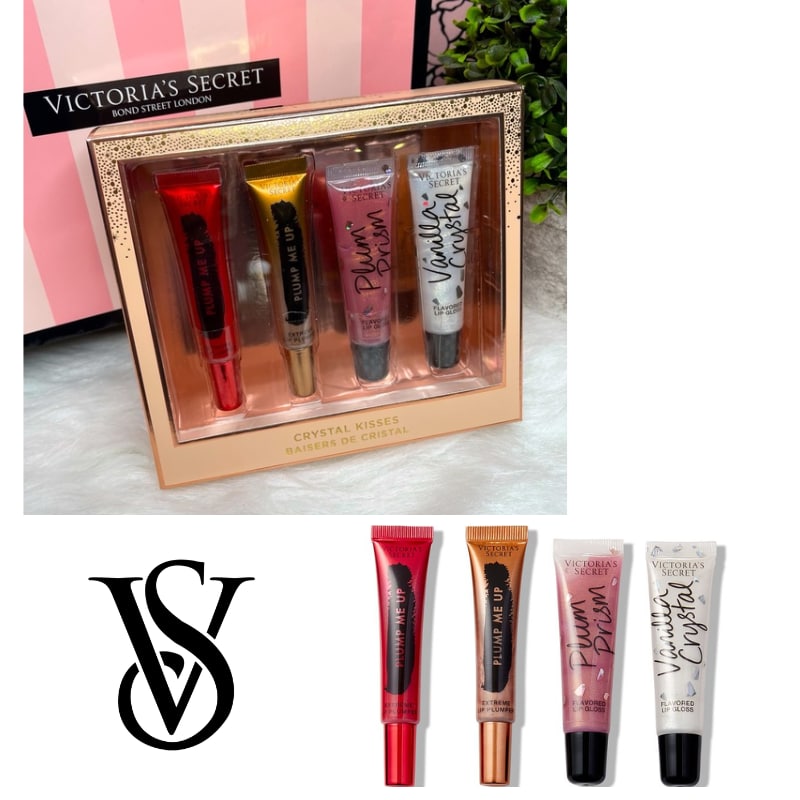 VICTORIA'S SECRET
BOND STREET LONDON
PLUMP ME UP
PLUMP ME UP
EXTREME
LIP PLUMPER
VICTORIA'S
SECRET
Plum
Prism
FLAVORED
LIP GLOSS
VICTORIA'S
SECRET
Vanilla
Crystal
FLAVORED
LIP GLOSS
CRYSTAL KISSES
BAISERS DE CRISTAL
VS
PLUMP ME UP
EXTREME
LIP PLUMPER
VICTORIA'S
SECRET
PLUMP ME UP
EXTREME
LIP PLUMPER
VICTORIA'S
SECRET
Plum
Prism
FLAVORED
LIP GLOSS
VICTORIA'S
SECRET
Vanilla
Crystal
FLAVORED
LIP GLOSS